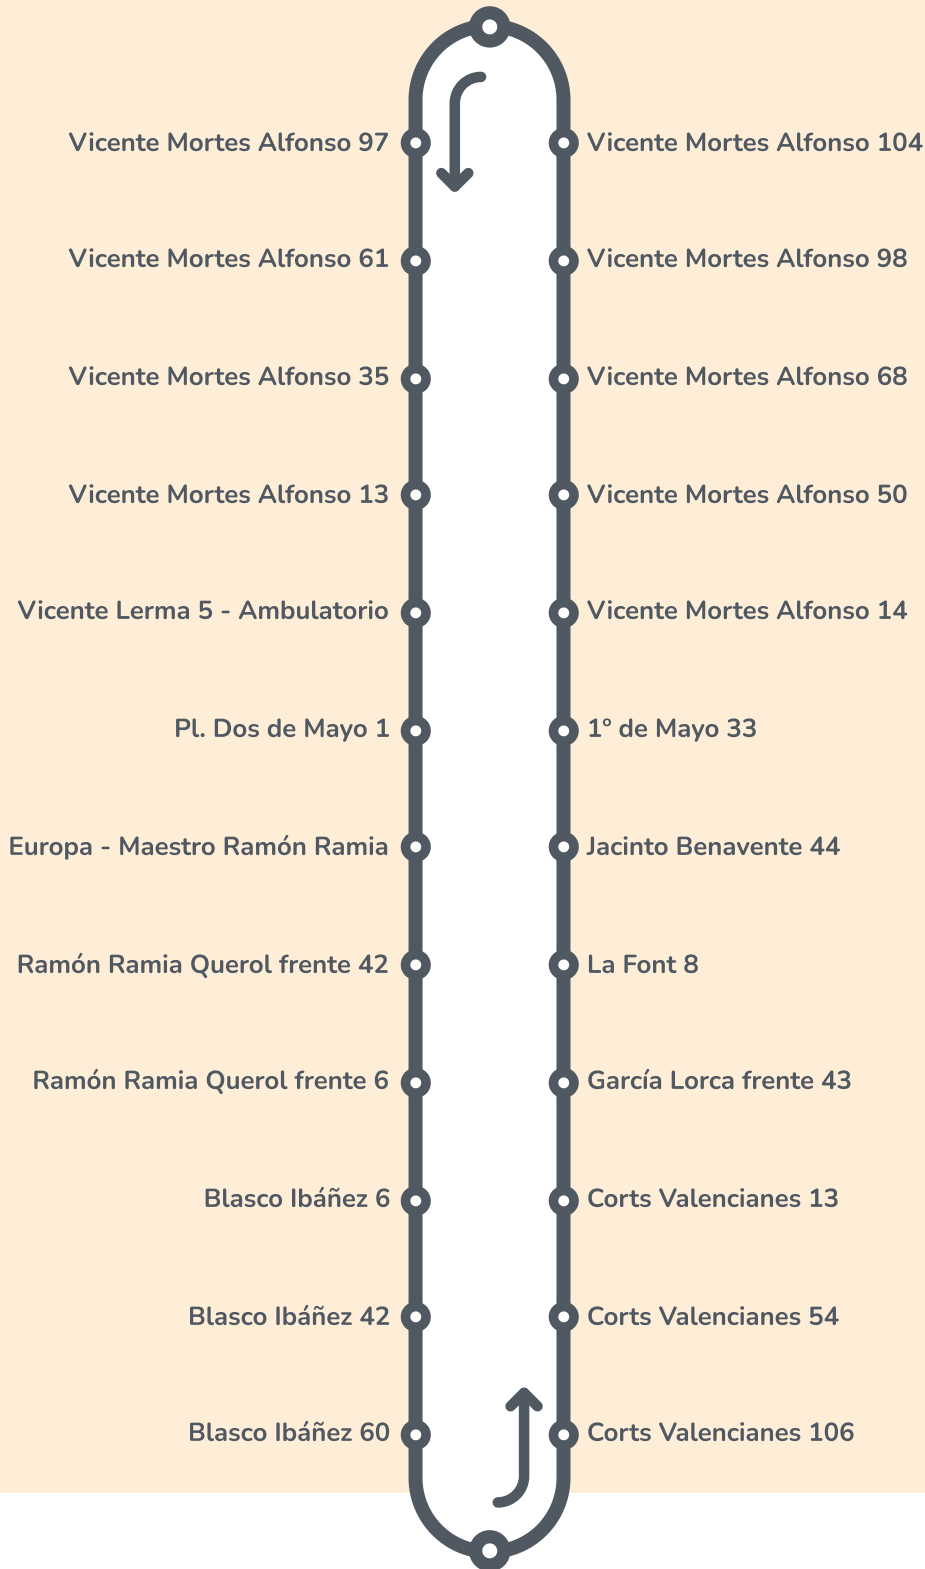 Vicente Mortes Alfonso 97
Vicente Mortes Alfonso 104
Vicente Mortes Alfonso 61
Vicente Mortes Alfonso 98
Vicente Mortes Alfonso 35
Vicente Mortes Alfonso 68
Vicente Mortes Alfonso 13
Vicente Mortes Alfonso 50
Vicente Lerma 5 - Ambulatorio
Vicente Mortes Alfonso 14
Pl. Dos de Mayo 1
1º de Mayo 33
Europa - Maestro Ramón Ramia
Jacinto Benavente 44
Ramón Ramia Querol frente 42
La Font 8
Ramón Ramia Querol frente 6
García Lorca frente 43
Blasco Ibáñez 6
Corts Valencianes 13
Blasco Ibáñez 42
Corts Valencianes 54
Blasco Ibáñez 60
Corts Valencianes 106